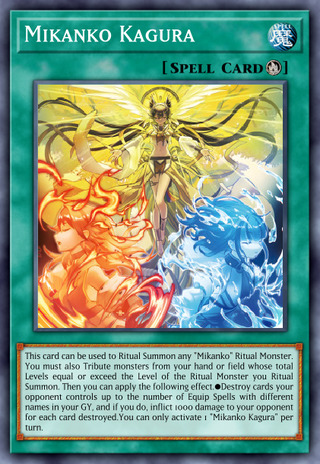 Mikanko Kagura
魔
[Spell Card]
This card can be used to Ritual Summon any "Mikanko" Ritual Monster.
You must also Tribute monsters from your hand or field whose total
Levels equal or exceed the Level of the Ritual Monster you Ritual
Summon. Then you can apply the following effect.●Destroy cards your
opponent controls up to the number of Equip Spells with
different names in your GY, and if you do, inflict 1000 damage to your opponent
for each card destroyed.You can only activate 1 "Mikanko Kagura" per
turn.